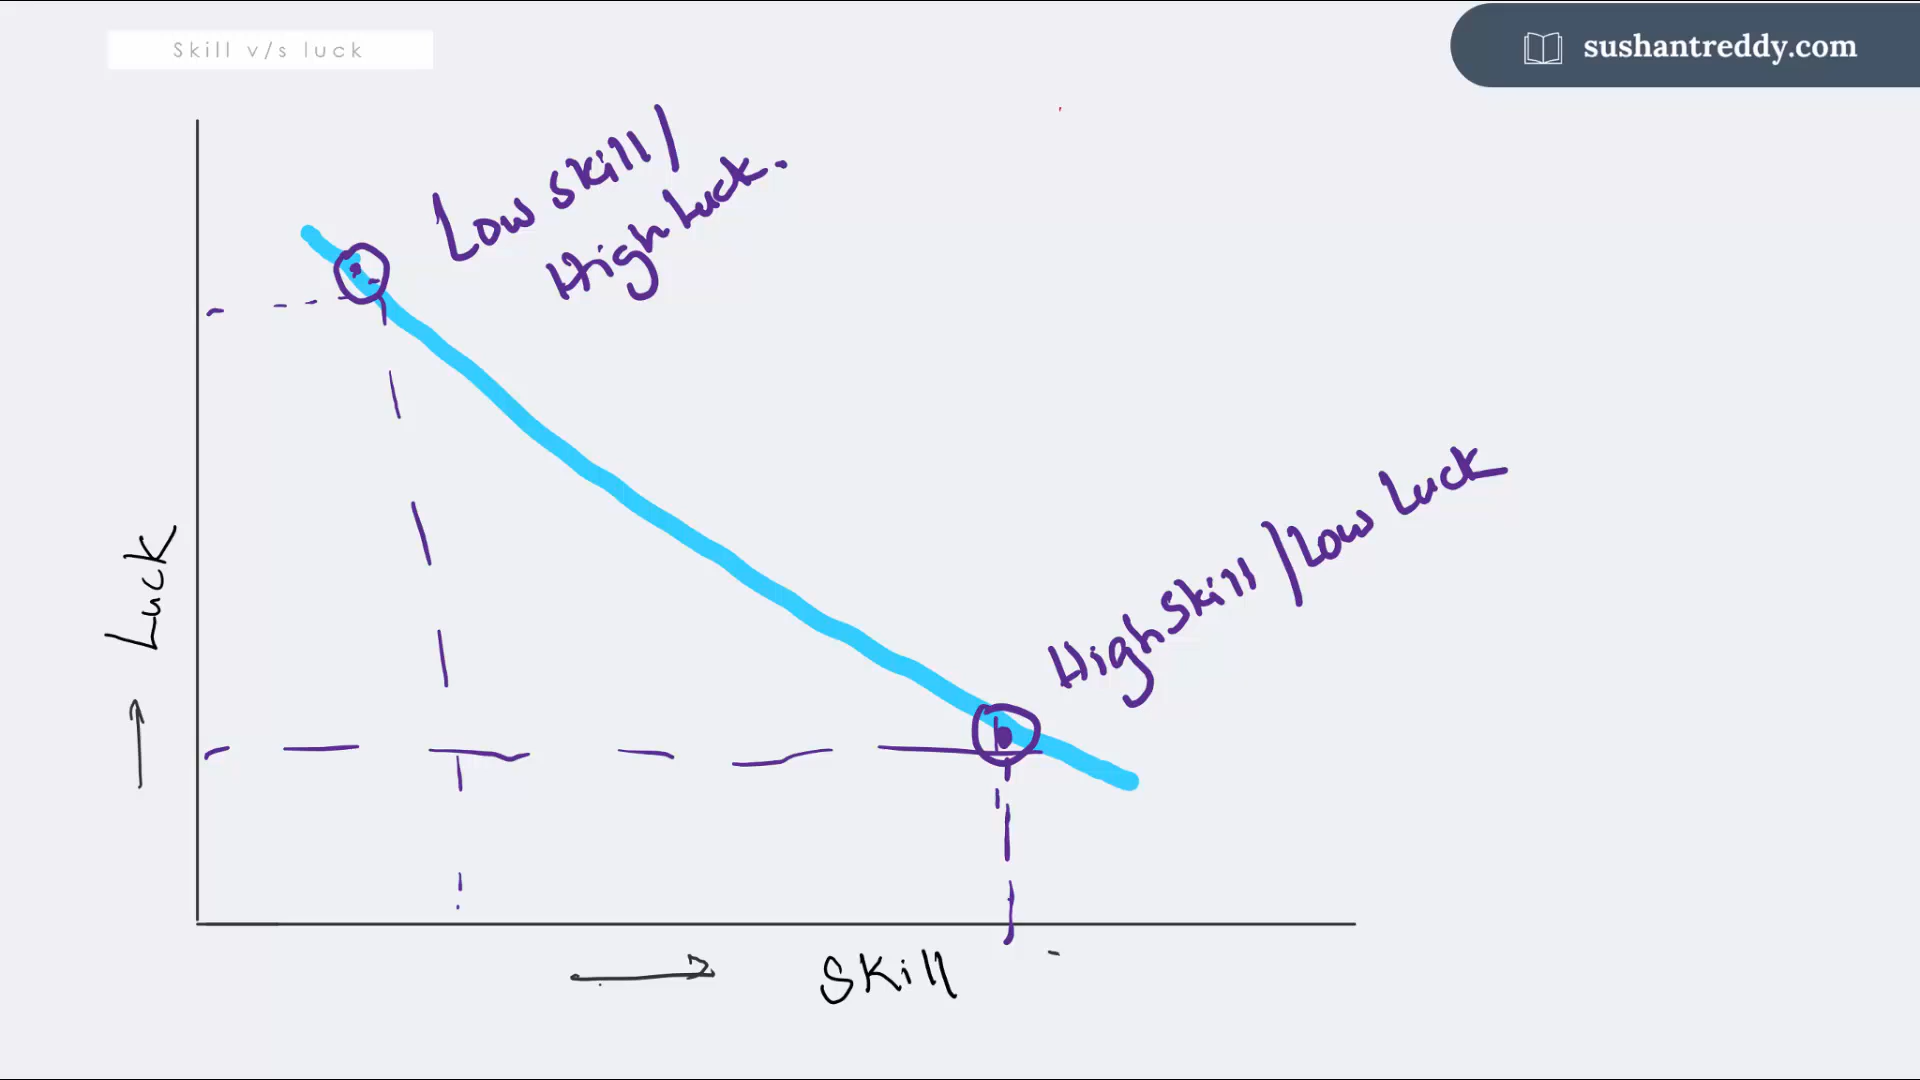 Skill v/s luck
sushantreddy.com
Low skill/
High Luck.
High skill/Low Luck
Luck
Skill